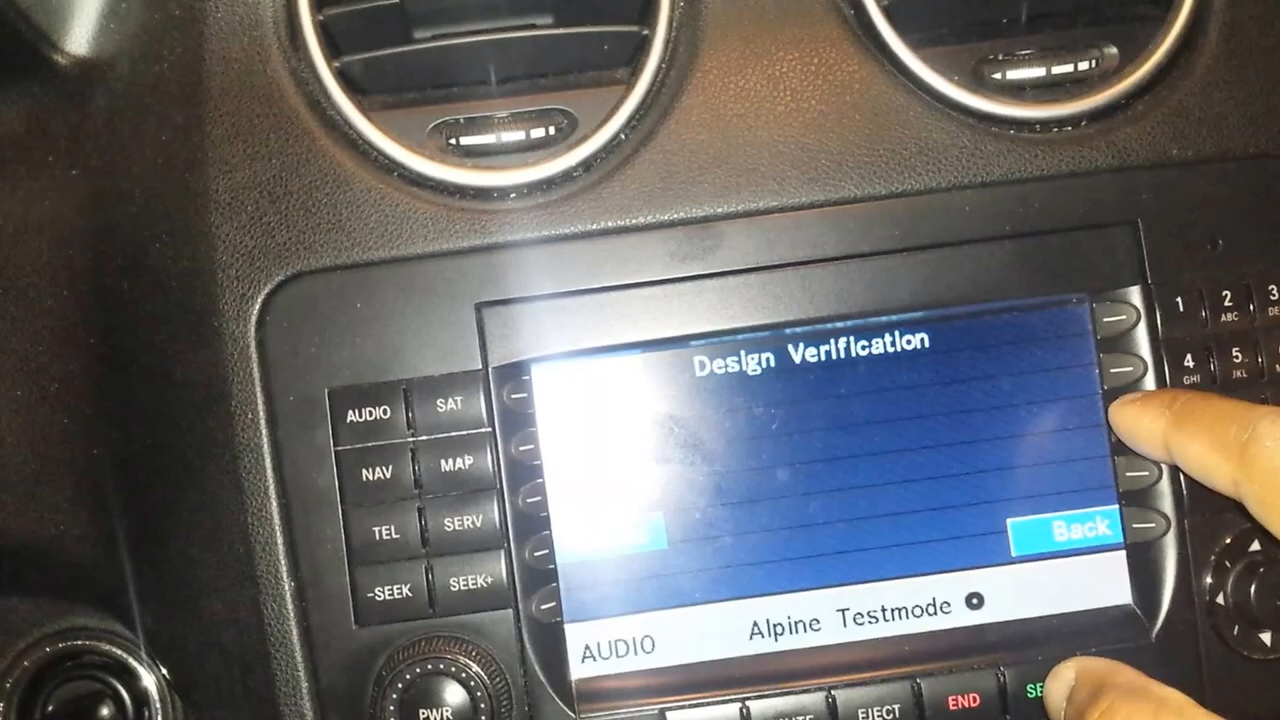 Design Verification
Back
AUDIO
Alpine Testmode
AUDIO
SAT
NAV
MAP
TEL
SERV
-SEEK
SEEK+
PWR
EJECT
END
1
2
ABC
3
4
GHI
5
JKL